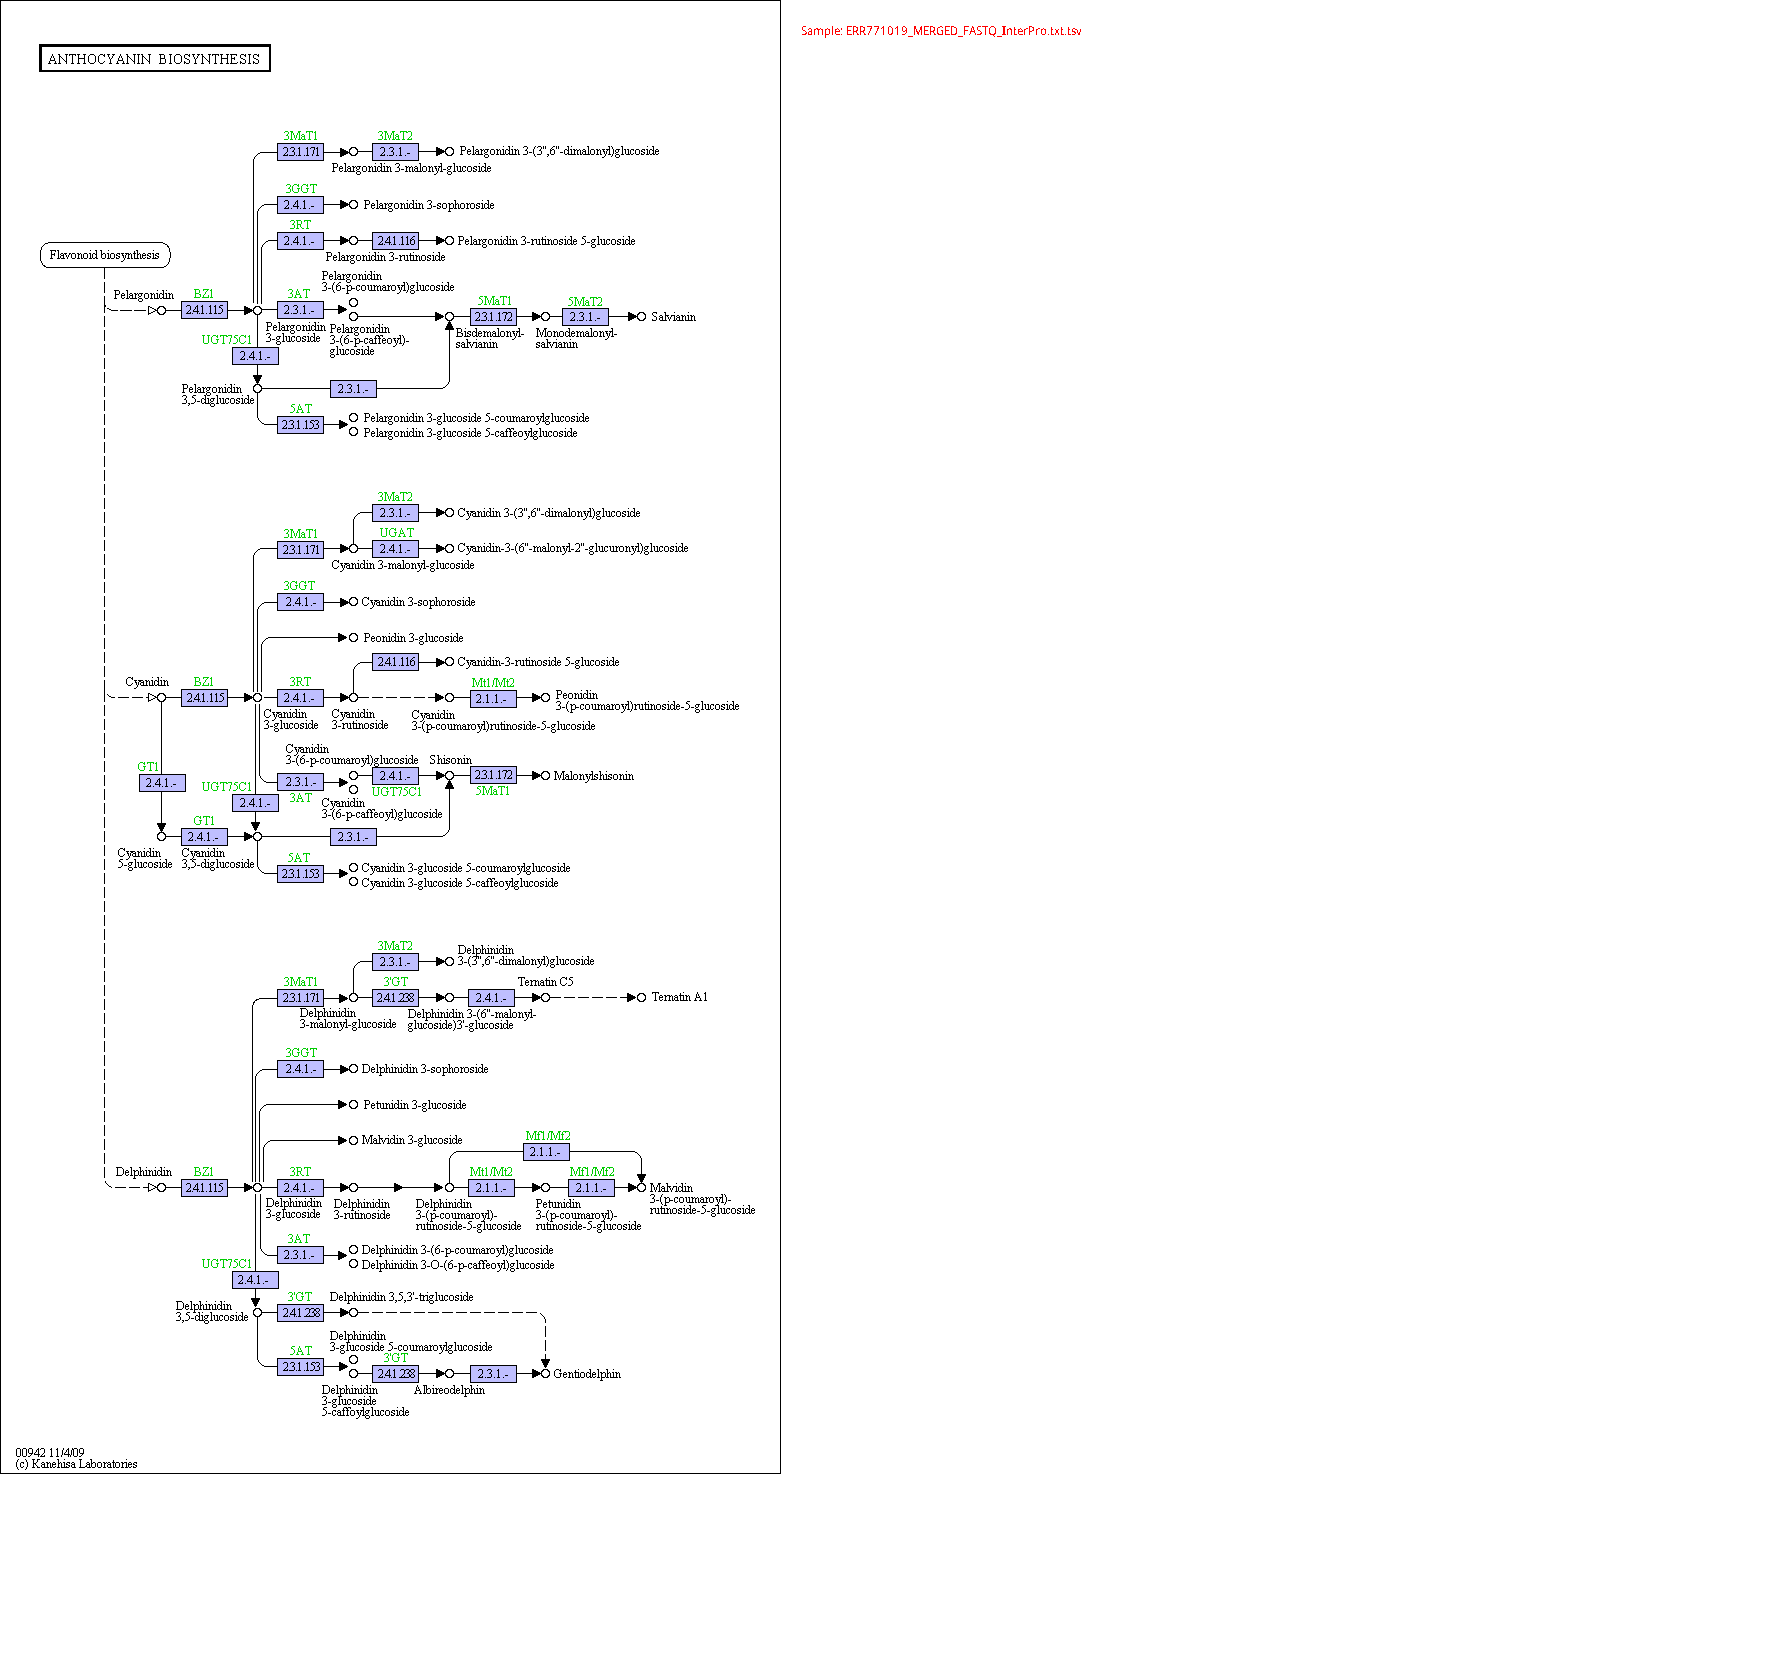 Sample: ERR771019_MERGED_FASTQ_InterPro.txt.tsv
ANTHOCYANIN BIOSYNTHESIS
3MaT1
3MaT2
2.3.1.171
2.3.1.-
Pelargonidin 3-(3",6"-dimalonyl)glucoside
Pelargonidin 3-malonyl-glucoside
3GGT
2.4.1.-
Pelargonidin 3-sophoroside
3RT
2.4.1.-
2.4.1.116
Pelargonidin 3-rutinoside 5-glucoside
Pelargonidin 3-rutinoside
Flavonoid biosynthesis
Pelargonidin
3-(6-p-coumaroyl)glucoside
Pelargonidin
BZ1
2.4.1.115
3AT
2.3.1.-
5MaT1
2.3.1.172
5MaT2
2.3.1.-
Salvianin
Pelargonidin
3-glucoside
Pelargonidin
3-(6-p-caffeoyl)-
glucoside
Bisdemalonyl-
salvianin
Monodemalonyl-
salvianin
UGT75C1
2.4.1.-
Pelargonidin
3,5-diglucoside
2.3.1.-
5AT
2.3.1.153
Pelargonidin 3-glucoside 5-coumaroylglucoside
Pelargonidin 3-glucoside 5-caffeoylglucoside
3MaT2
2.3.1.-
Cyanidin 3-(3",6"-dimalonyl)glucoside
3MaT1
2.3.1.171
UGAT
2.4.1.-
Cyanidin-3-(6"-malonyl-2"-glucuronyl)glucoside
Cyanidin 3-malonyl-glucoside
3GGT
2.4.1.-
Cyanidin 3-sophoroside
Peonidin 3-glucoside
2.4.1.116
Cyanidin-3-rutinoside 5-glucoside
Cyanidin
BZ1
2.4.1.115
3RT
2.4.1.-
Mt1/Mt2
2.1.1.-
Peonidin
3-(p-coumaroyl)rutinoside-5-glucoside
Cyanidin
3-glucoside
Cyanidin
3-rutinoside
Cyanidin
3-(p-coumaroyl)rutinoside-5-glucoside
Cyanidin
3-(6-p-coumaroyl)glucoside
Shisonin
GT1
2.4.1.-
2.3.1.-
3AT
2.4.1.-
UGT75C1
2.3.1.172
5MaT1
Malonylshisonin
UGT75C1
2.4.1.-
Cyanidin
3-(6-p-caffeoyl)glucoside
GT1
2.4.1.-
2.3.1.-
Cyanidin
5-glucoside
Cyanidin
3,5-diglucoside
5AT
2.3.1.153
Cyanidin 3-glucoside 5-coumaroylglucoside
Cyanidin 3-glucoside 5-caffeoylglucoside
3MaT2
2.3.1.-
Delphinidin
3-(3",6"-dimalonyl)glucoside
3MaT1
2.3.1.171
3'GT
2.4.1.238
2.4.1.-
Ternatin C5
Ternatin A1
Delphinidin
3-malonyl-glucoside
Delphinidin 3-(6"-malonyl-
glucoside)3'-glucoside
3GGT
2.4.1.-
Delphinidin 3-sophoroside
Petunidin 3-glucoside
Malvidin 3-glucoside
Mf1/Mf2
2.1.1.-
Delphinidin
BZ1
2.4.1.115
3RT
2.4.1.-
Mt1/Mt2
2.1.1.-
Mf1/Mf2
2.1.1.-
Malvidin
3-(p-coumaroyl)-
rutinoside-5-glucoside
Delphinidin
3-glucoside
Delphinidin
3-rutinoside
Delphinidin
3-(p-coumaroyl)-
rutinoside-5-glucoside
Petunidin
3-(p-coumaroyl)-
rutinoside-5-glucoside
3AT
2.3.1.-
Delphinidin 3-(6-p-coumaroyl)glucoside
Delphinidin 3-O-(6-p-caffeoyl)glucoside
UGT75C1
2.4.1.-
Delphinidin
3,5-diglucoside
3'GT
2.4.1.238
Delphinidin 3,5,3'-triglucoside
Delphinidin
3-glucoside 5-coumaroylglucoside
5AT
2.3.1.153
3'GT
2.4.1.238
2.3.1.-
Gentiodelphin
Delphinidin
3-glucoside
5-caffoylglucoside
Albireodelphin
00942 11/4/09
(c) Kanehisa Laboratories